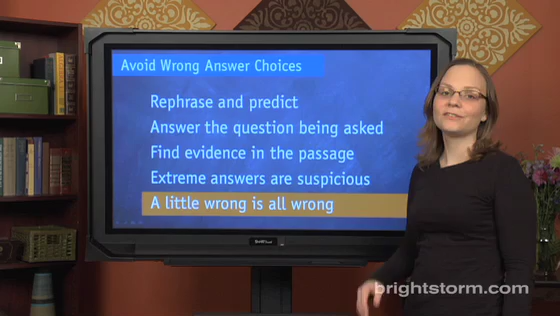 Avoid Wrong Answer Choices
Rephrase and predict
Answer the question being asked
Find evidence in the passage
Extreme answers are suspicious
A little wrong is all wrong
brightstorm.com